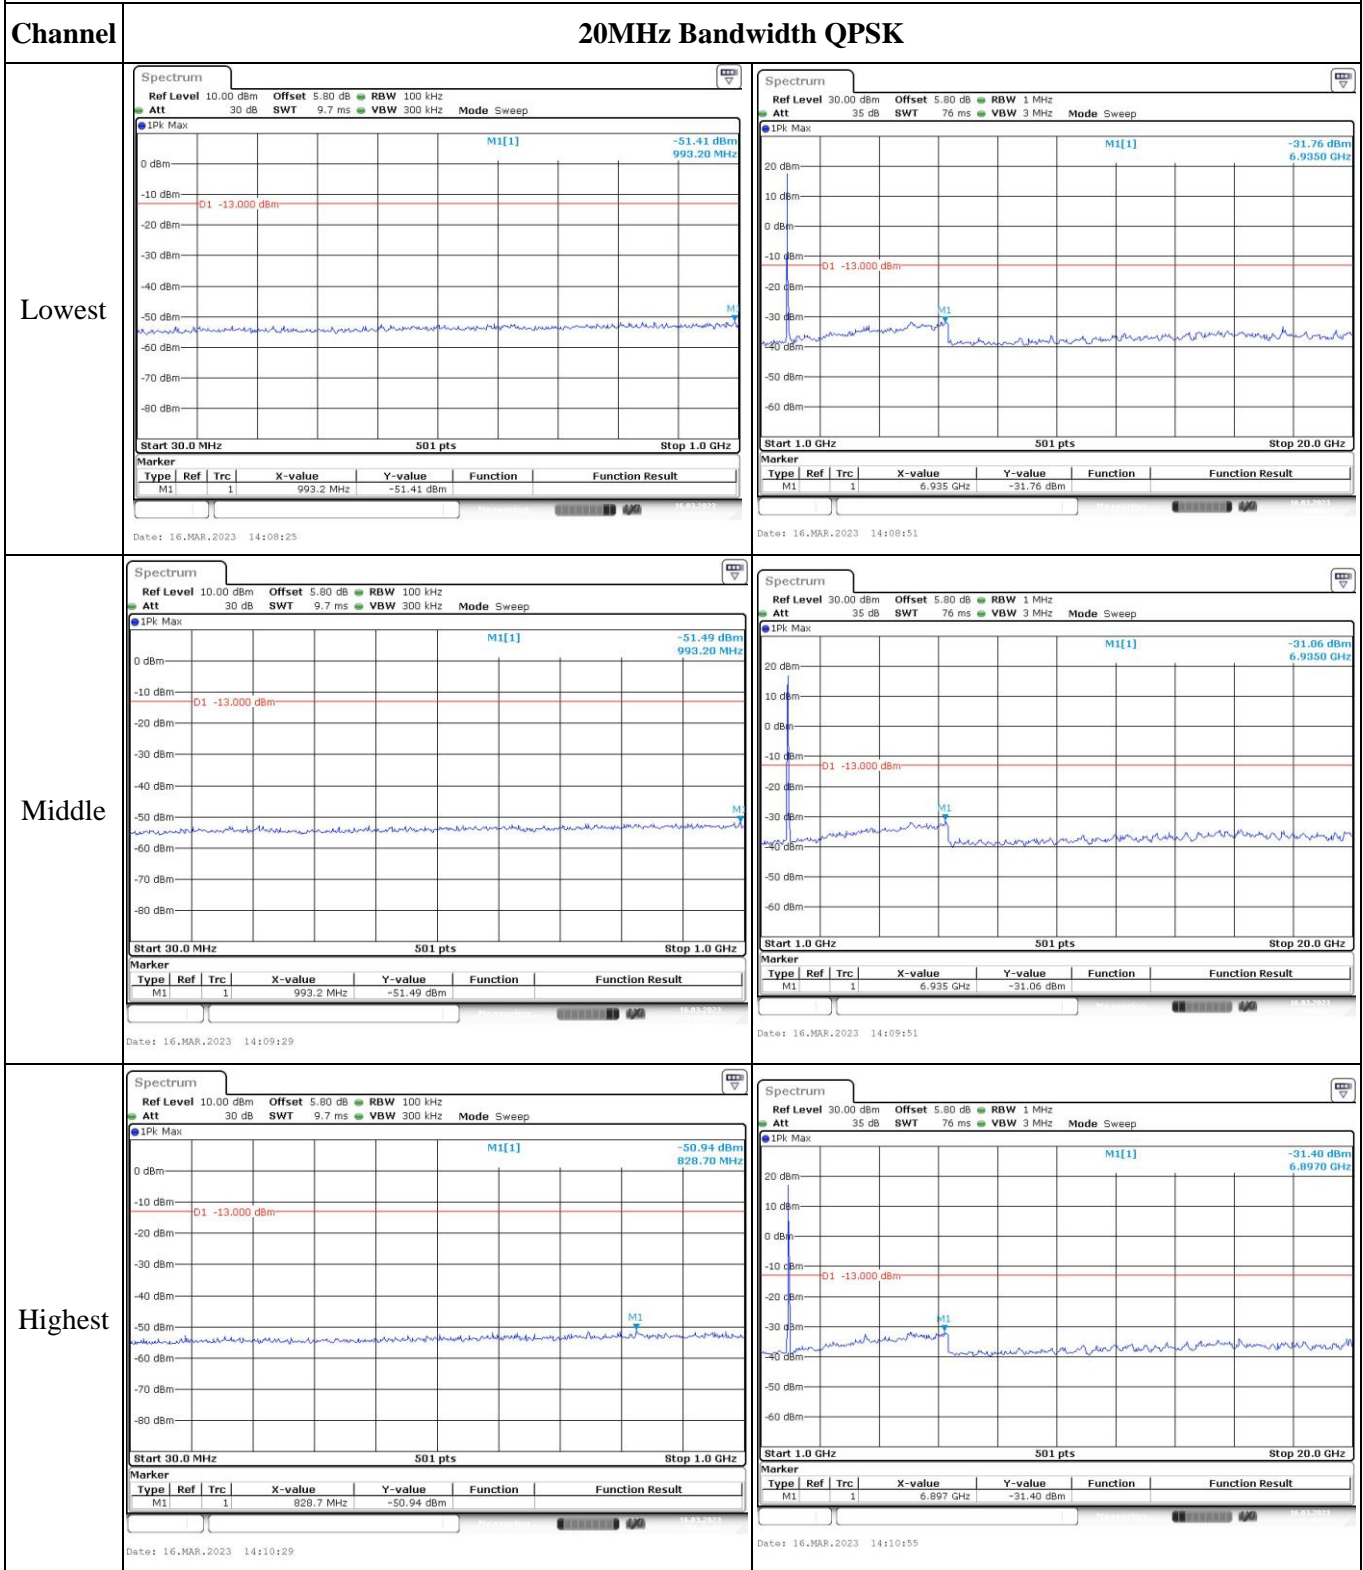 Channel 20MHz Bandwidth QPSK
Lowest
Spectrum
Ref Level 10.00 dBm Offset 5.80 dB RBW 100 kHz
Att 30 dB SWT 9.7 ms VBW 300 kHz Mode Sweep
1Pk Max
M1[1] -51.41 dBm
993.20 MHz
0 dBm
-10 dBm
D1 -13.000 dBm
-20 dBm
-30 dBm
-40 dBm
M1
-50 dBm
-60 dBm
-70 dBm
-80 dBm
Start 30.0 MHz 501 pts Stop 1.0 GHz
Marker
Type Ref Trc X-value Y-value Function Function Result
M1 1 993.2 MHz -51.41 dBm
16.03.2023
Date: 16.MAR.2023 14:08:25
Spectrum
Ref Level 30.00 dBm Offset 5.80 dB RBW 1 MHz
Att 35 dB SWT 76 ms VBW 3 MHz Mode Sweep
1Pk Max
M1[1] -31.76 dBm
6.9350 GHz
20 dBm
10 dBm
0 dBm
-10 dBm
D1 -13.000 dBm
-20 dBm
M1
-30 dBm
-40 dBm
-50 dBm
-60 dBm
Start 1.0 GHz 501 pts Stop 20.0 GHz
Marker
Type Ref Trc X-value Y-value Function Function Result
M1 1 6.935 GHz -31.76 dBm
16.03.2023
Date: 16.MAR.2023 14:08:51
Middle
Spectrum
Ref Level 10.00 dBm Offset 5.80 dB RBW 100 kHz
Att 30 dB SWT 9.7 ms VBW 300 kHz Mode Sweep
1Pk Max
M1[1] -51.49 dBm
993.20 MHz
0 dBm
-10 dBm
D1 -13.000 dBm
-20 dBm
-30 dBm
-40 dBm
M1
-50 dBm
-60 dBm
-70 dBm
-80 dBm
Start 30.0 MHz 501 pts Stop 1.0 GHz
Marker
Type Ref Trc X-value Y-value Function Function Result
M1 1 993.2 MHz -51.49 dBm
Date: 16.MAR.2023 14:09:29
Spectrum
Ref Level 30.00 dBm Offset 5.80 dB RBW 1 MHz
Att 35 dB SWT 76 ms VBW 3 MHz Mode Sweep
1Pk Max
M1[1] -31.06 dBm
6.9350 GHz
20 dBm
10 dBm
0 dBm
-10 dBm
D1 -13.000 dBm
-20 dBm
M1
-30 dBm
-40 dBm
-50 dBm
-60 dBm
Start 1.0 GHz 501 pts Stop 20.0 GHz
Marker
Type Ref Trc X-value Y-value Function Function Result
M1 1 6.935 GHz -31.06 dBm
Date: 16.MAR.2023 14:09:51
Highest
Spectrum
Ref Level 10.00 dBm Offset 5.80 dB RBW 100 kHz
Att 30 dB SWT 9.7 ms VBW 300 kHz Mode Sweep
1Pk Max
M1[1] -50.94 dBm
828.70 MHz
0 dBm
-10 dBm
D1 -13.000 dBm
-20 dBm
-30 dBm
-40 dBm
M1
-50 dBm
-60 dBm
-70 dBm
-80 dBm
Start 30.0 MHz 501 pts Stop 1.0 GHz
Marker
Type Ref Trc X-value Y-value Function Function Result
M1 1 828.7 MHz -50.94 dBm
Date: 16.MAR.2023 14:10:29
Spectrum
Ref Level 30.00 dBm Offset 5.80 dB RBW 1 MHz
Att 35 dB SWT 76 ms VBW 3 MHz Mode Sweep
1Pk Max
M1[1] -31.40 dBm
6.8970 GHz
20 dBm
10 dBm
0 dBm
-10 dBm
D1 -13.000 dBm
-20 dBm
M1
-30 dBm
-40 dBm
-50 dBm
-60 dBm
Start 1.0 GHz 501 pts Stop 20.0 GHz
Marker
Type Ref Trc X-value Y-value Function Function Result
M1 1 6.897 GHz -31.40 dBm
Date: 16.MAR.2023 14:10:55